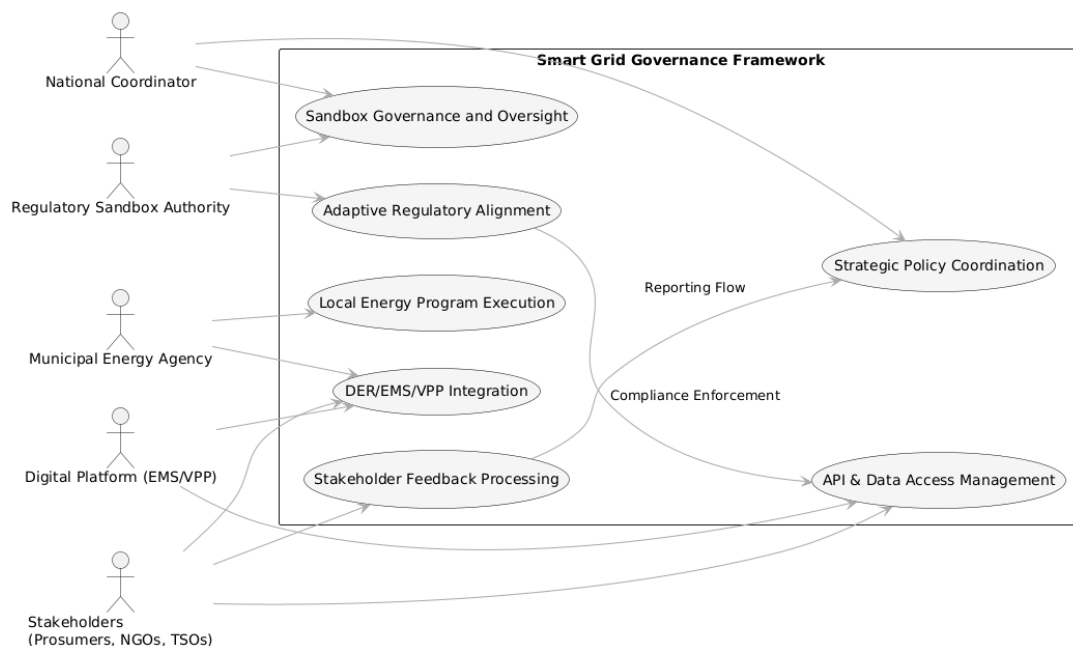 Smart Grid Governance Framework
National Coordinator
Sandbox Governance and Oversight
Regulatory Sandbox Authority
Adaptive Regulatory Alignment
Strategic Policy Coordination
Reporting Flow
Local Energy Program Execution
Municipal Energy Agency
DER/EMS/VPP Integration
Compliance Enforcement
Digital Platform (EMS/VPP)
Stakeholder Feedback Processing
API & Data Access Management
Stakeholders
(Prosumers, NGOs, TSOs)